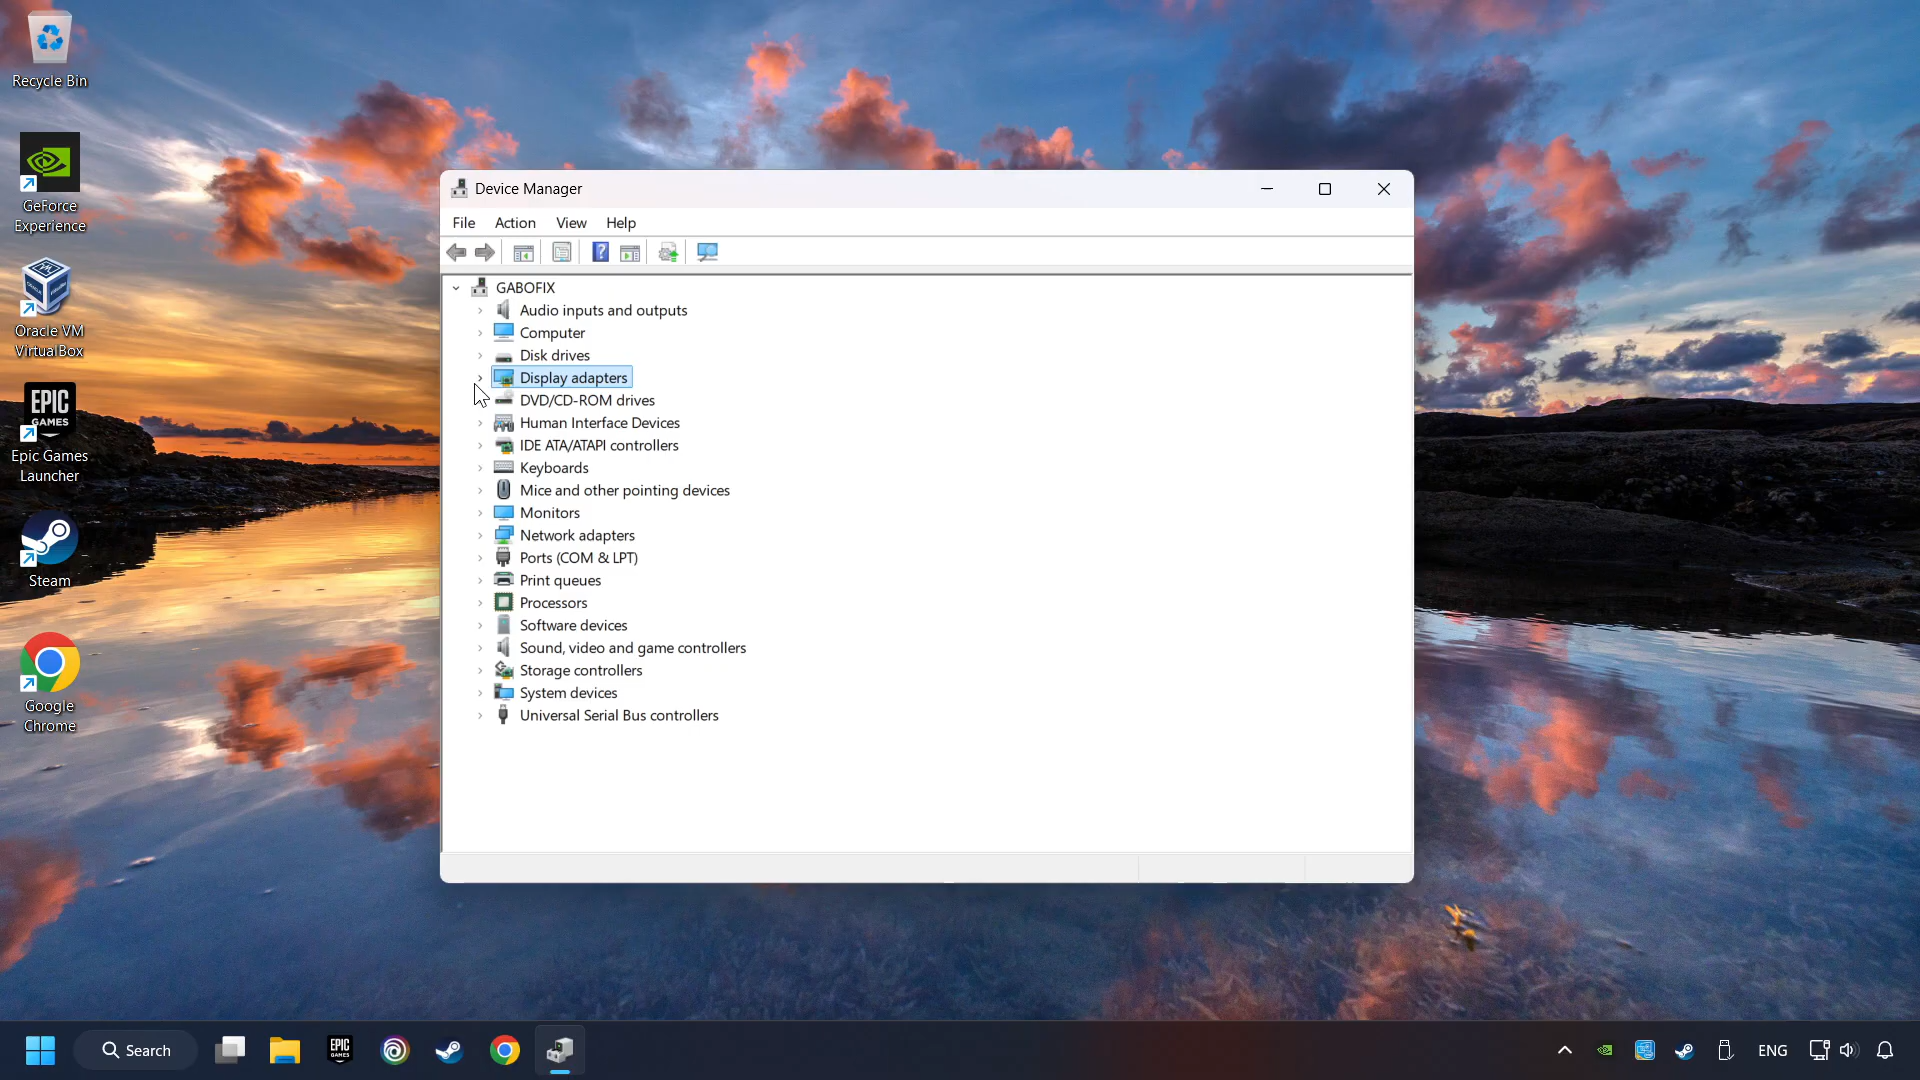 Recycle Bin
GeForce
Experience
Oracle VM
VirtualBox
EPIC
GAMES
Epic Games
Launcher
Steam
Google
Chrome
Device Manager
File Action View Help
GABOFIX
Audio inputs and outputs
Computer
Disk drives
Display adapters
DVD/CD-ROM drives
Human Interface Devices
IDE ATA/ATAPI controllers
Keyboards
Mice and other pointing devices
Monitors
Network adapters
Ports (COM & LPT)
Print queues
Processors
Software devices
Sound, video and game controllers
Storage controllers
System devices
Universal Serial Bus controllers
Search
EPIC
GAMES
ENG